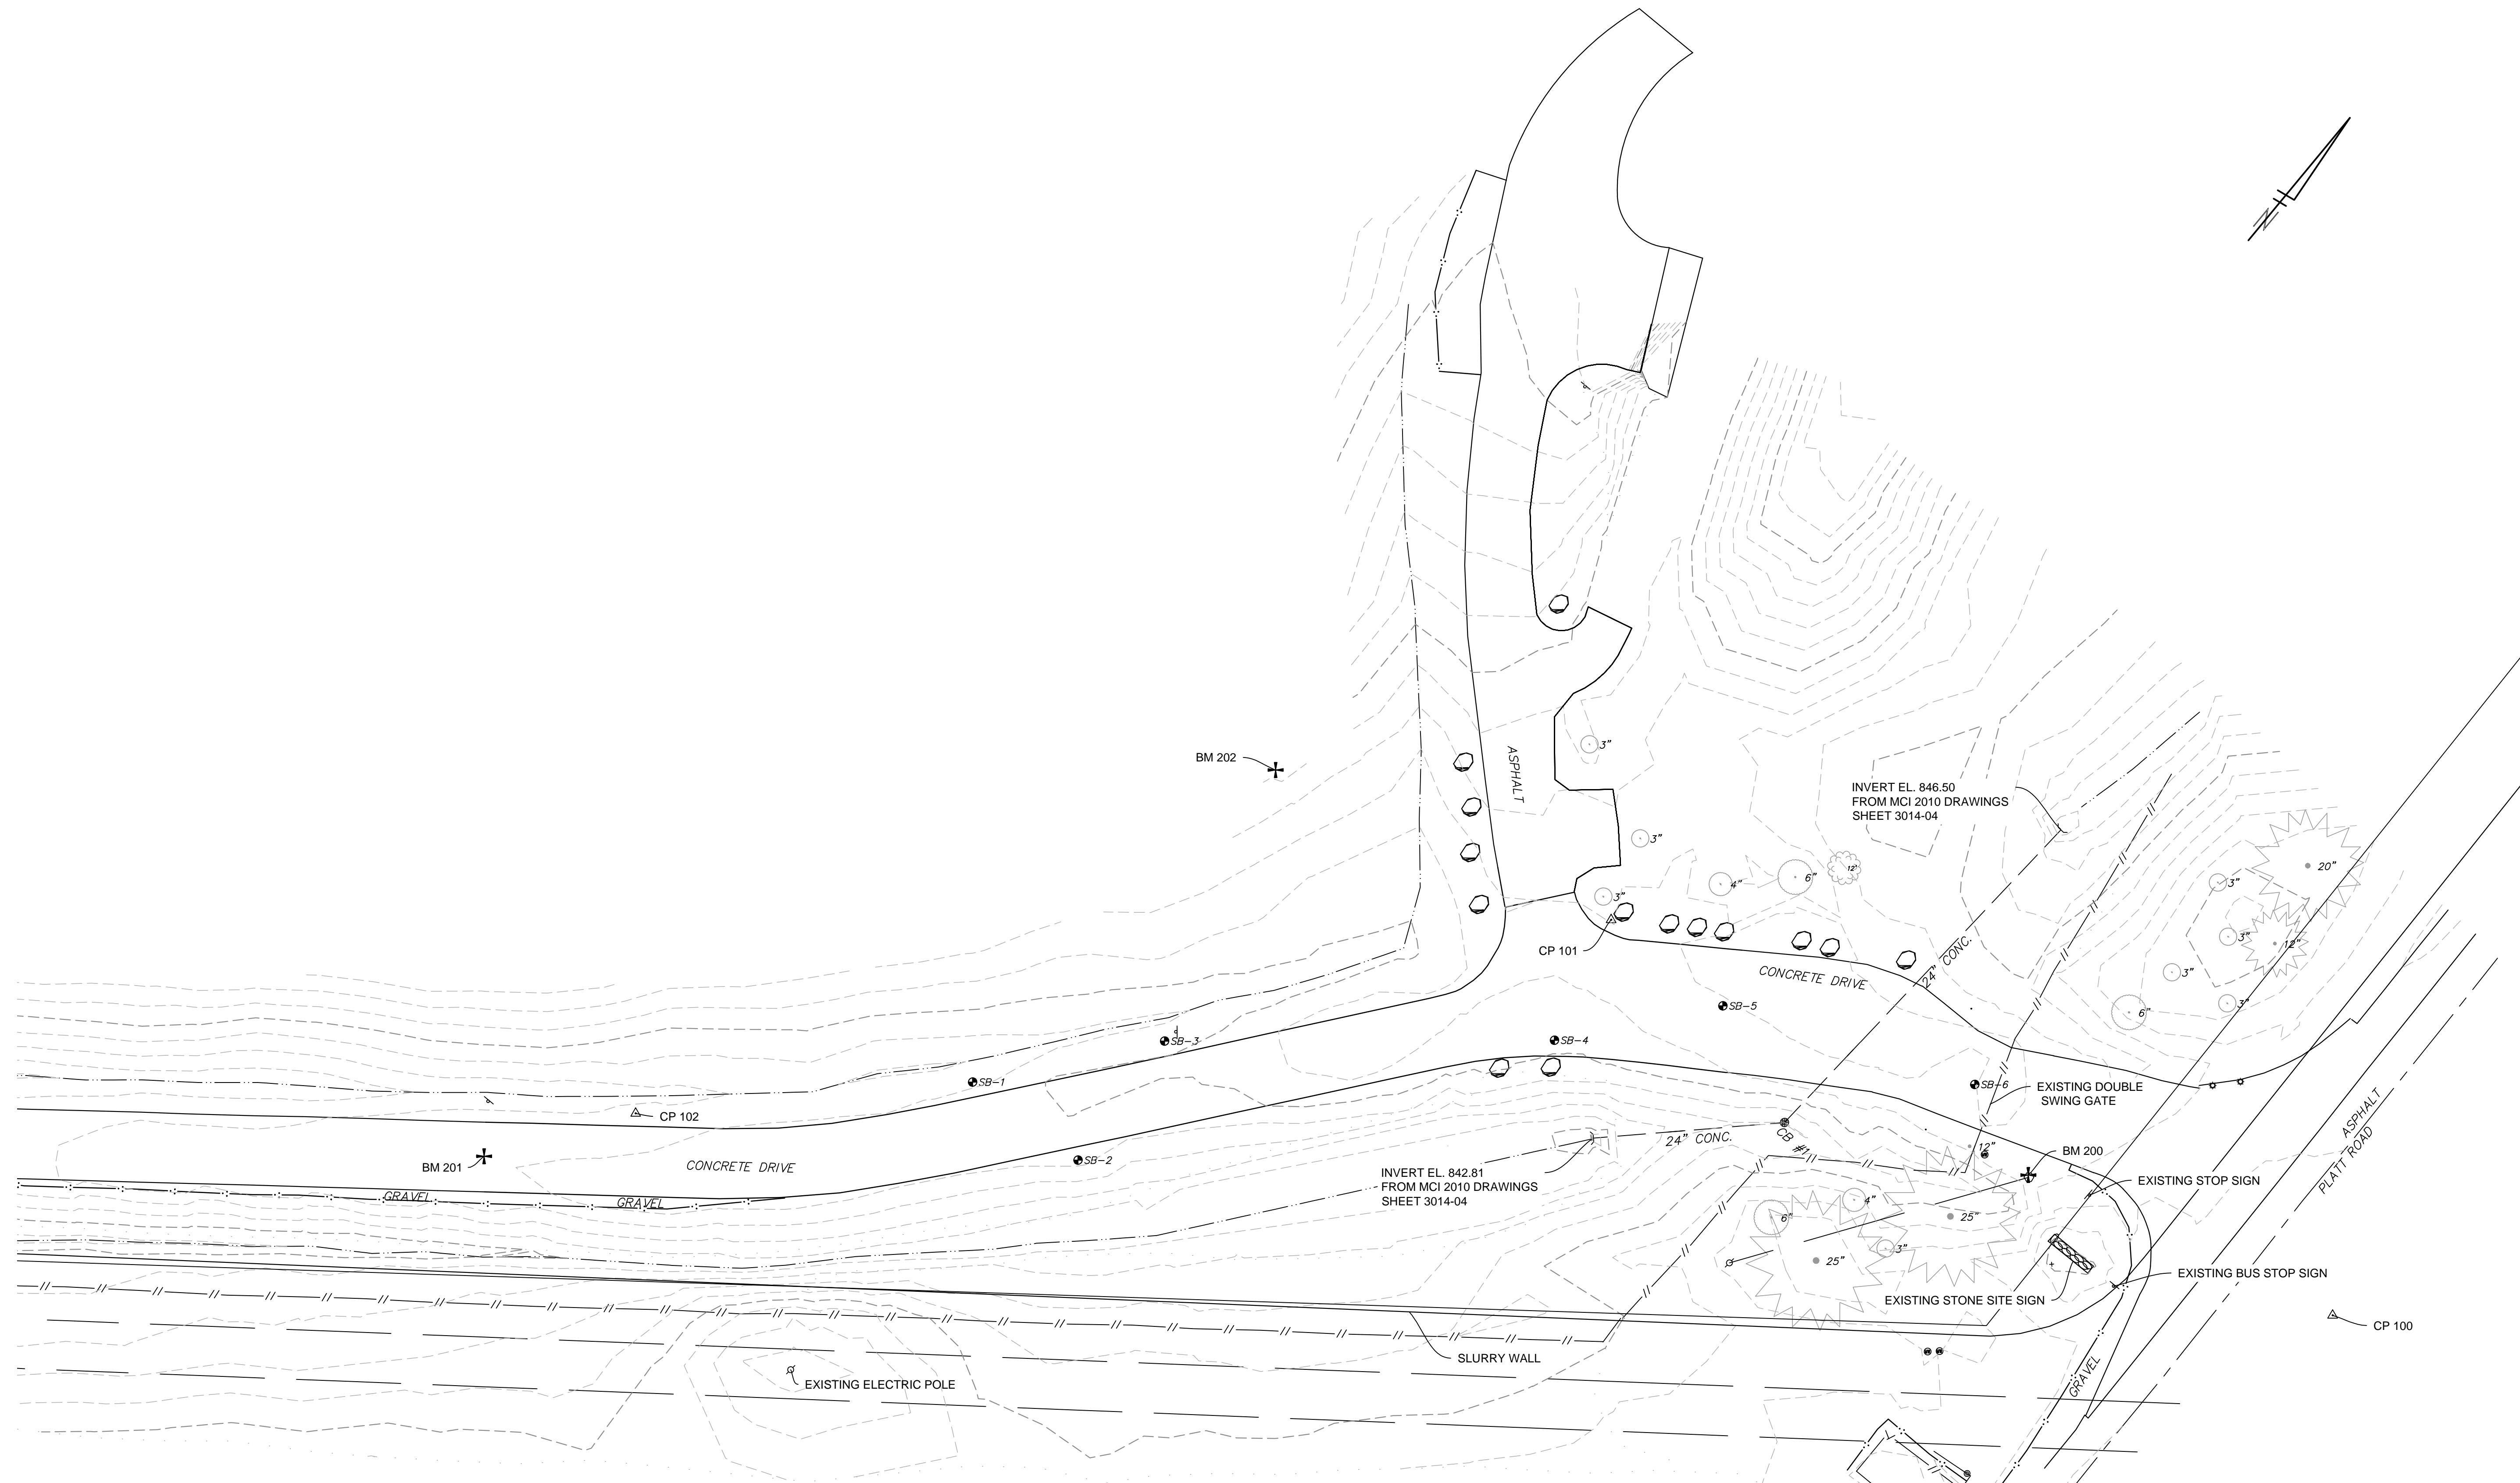 N
BM 202
ASPHALT
3"
INVERT EL. 846.50
FROM MCI 2010 DRAWINGS
SHEET 3014-04
3"
4"
6"
12"
3"
20"
3"
3"
12"
3"
3"
6"
CP 101
CONCRETE DRIVE
24" CONC.
SB-5
SB-3
SB-4
SB-1
SB-6
EXISTING DOUBLE
SWING GATE
CP 102
ASPHALT
PLATT ROAD
24" CONC.
CB #1
12"
BM 200
BM 201
CONCRETE DRIVE
SB-2
INVERT EL. 842.81
FROM MCI 2010 DRAWINGS
SHEET 3014-04
EXISTING STOP SIGN
GRAVEL
GRAVEL
6"
4"
25"
3"
25"
EXISTING BUS STOP SIGN
EXISTING STONE SITE SIGN
CP 100
SLURRY WALL
EXISTING ELECTRIC POLE
GRAVEL